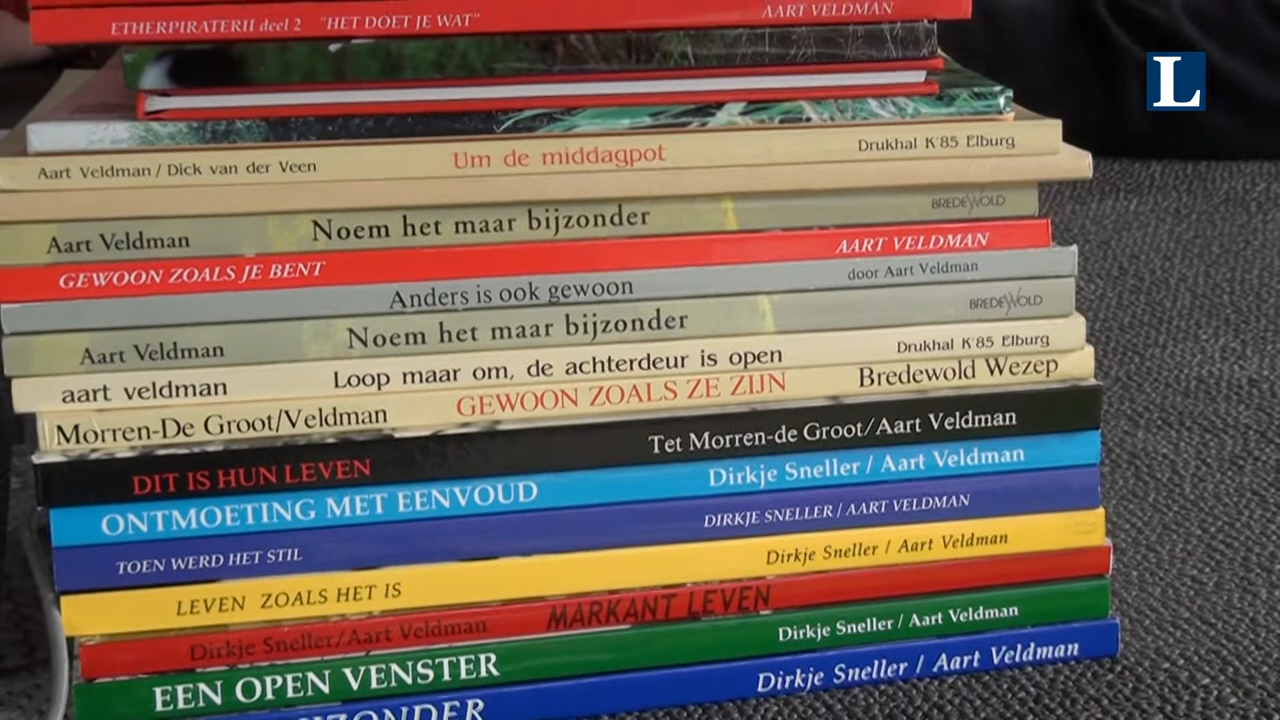 ETHERPIRATERIJ deel 2 "HET DOET JE WAT" AART VELDMAN
L
Aart Veldman / Dick van der Veen Um de middagpot Drukhal K'85 Elburg
Aart Veldman Noem het maar bijzonder BREDEWOLD
GEWOON ZOALS JE BENT AART VELDMAN
Anders is ook gewoon door Aart Veldman
Aart Veldman Noem het maar bijzonder BREDEWOLD
aart veldman Loop maar om, de achterdeur is open Drukhal K'85 Elburg
Morren-De Groot/Veldman GEWOON ZOALS ZE ZIJN Bredewold Wezep
DIT IS HUN LEVEN Tet Morren-de Groot/Aart Veldman
ONTMOETING MET EENVOUD Dirkje Sneller / Aart Veldman
TOEN WERD HET STIL DIRKJE SNELLER / AART VELDMAN
LEVEN ZOALS HET IS Dirkje Sneller / Aart Veldman
Dirkje Sneller/Aart Veldman MARKANT LEVEN
EEN OPEN VENSTER Dirkje Sneller / Aart Veldman
Dirkje Sneller / Aart Veldman